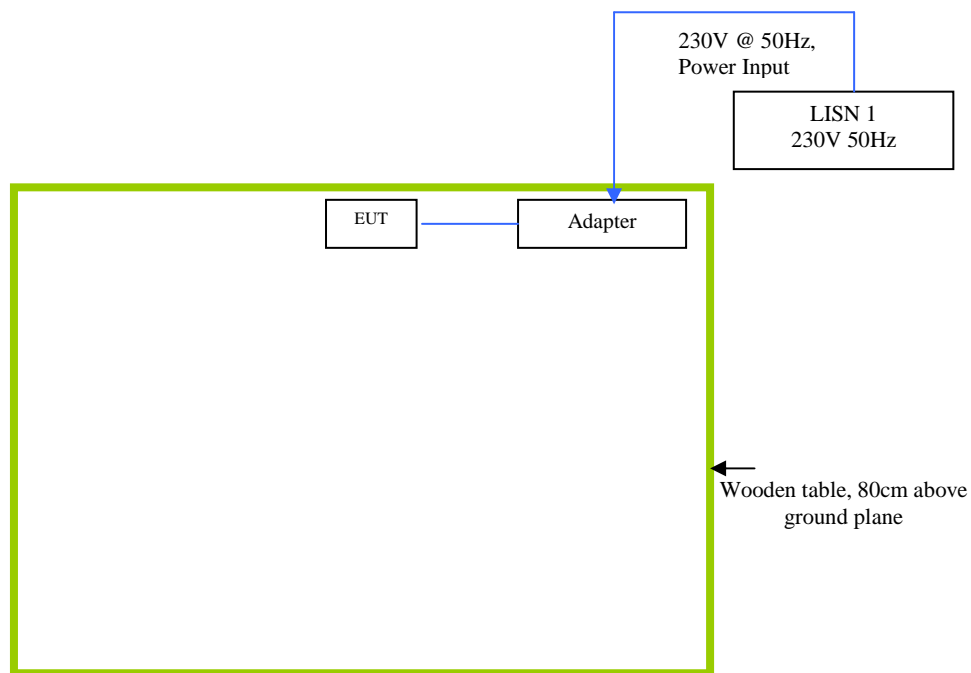 230V @ 50Hz,
Power Input
LISN 1
230V 50Hz
EUT
Adapter
Wooden table, 80cm above
ground plane